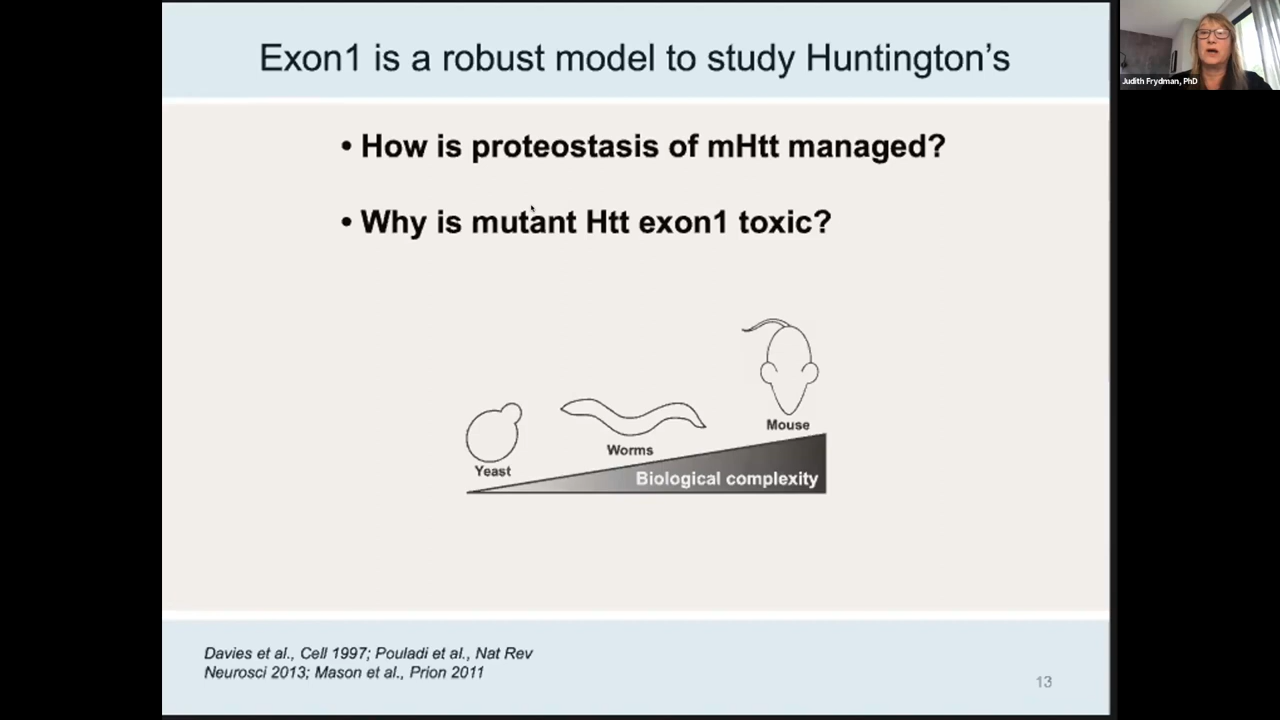 Exon1 is a robust model to study Huntington's
• How is proteostasis of mHtt managed?
• Why is mutant Htt exon1 toxic?
Yeast
Worms
Mouse
Biological complexity
Davies et al., Cell 1997; Pouladi et al., Nat Rev
Neurosci 2013; Mason et al., Prion 2011
13
Judith Frydman, PhD